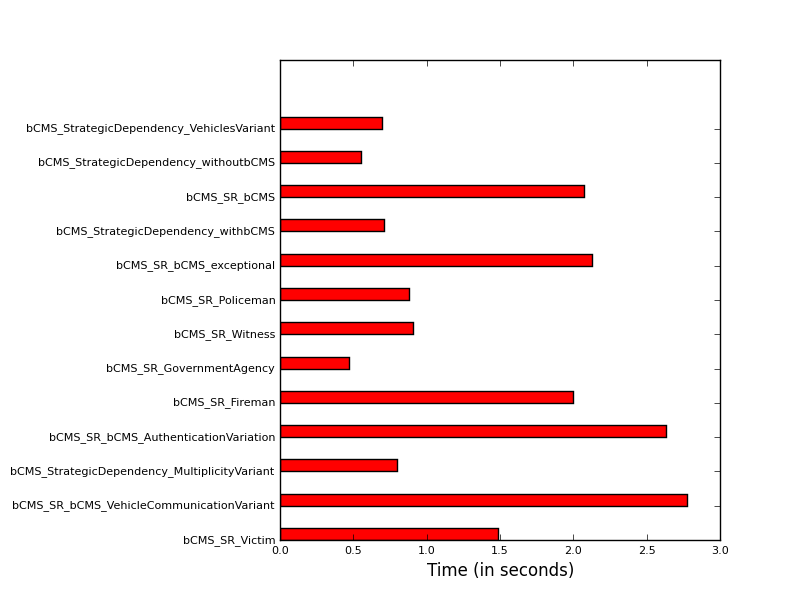 bCMS_StrategicDependency_VehiclesVariant
bCMS_StrategicDependency_withoutbCMS
bCMS_SR_bCMS
bCMS_StrategicDependency_withbCMS
bCMS_SR_bCMS_exceptional
bCMS_SR_Policeman
bCMS_SR_Witness
bCMS_SR_GovernmentAgency
bCMS_SR_Fireman
bCMS_SR_bCMS_AuthenticationVariation
bCMS_StrategicDependency_MultiplicityVariant
bCMS_SR_bCMS_VehicleCommunicationVariant
bCMS_SR_Victim
0.0 0.5 1.0 1.5 2.0 2.5 3.0
Time (in seconds)